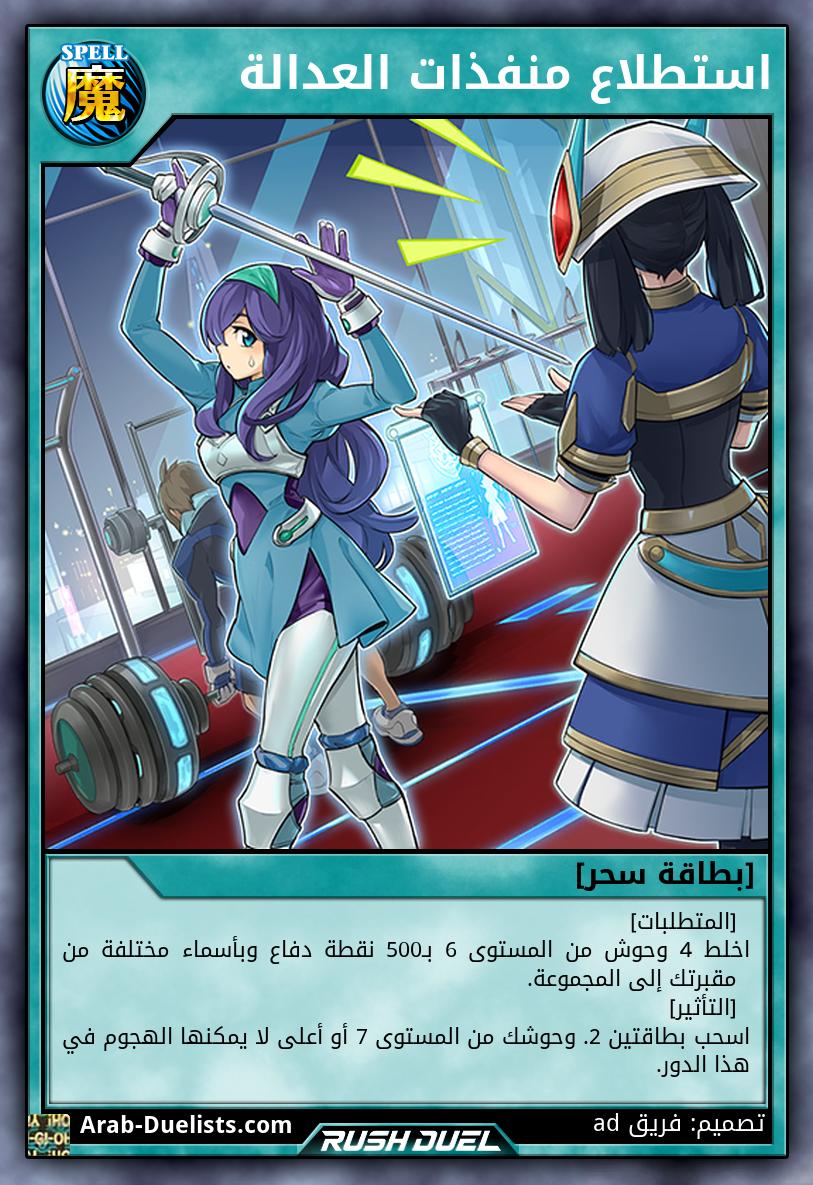 SPELL
魔
استطلاع منفذات العدالة
[بطاقة سحر]
[المتطلبات]
اخلط 4 وحوش من المستوى 6 بـ500 نقطة دفاع وبأسماء مختلفة من
مقبرتك إلى المجموعة.
[التأثير]
اسحب بطاقتين 2. وحوشك من المستوى 7 أو أعلى لا يمكنها الهجوم في
هذا الدور.
Arab-Duelists.com
RUSH DUEL
تصميم: فريق ad